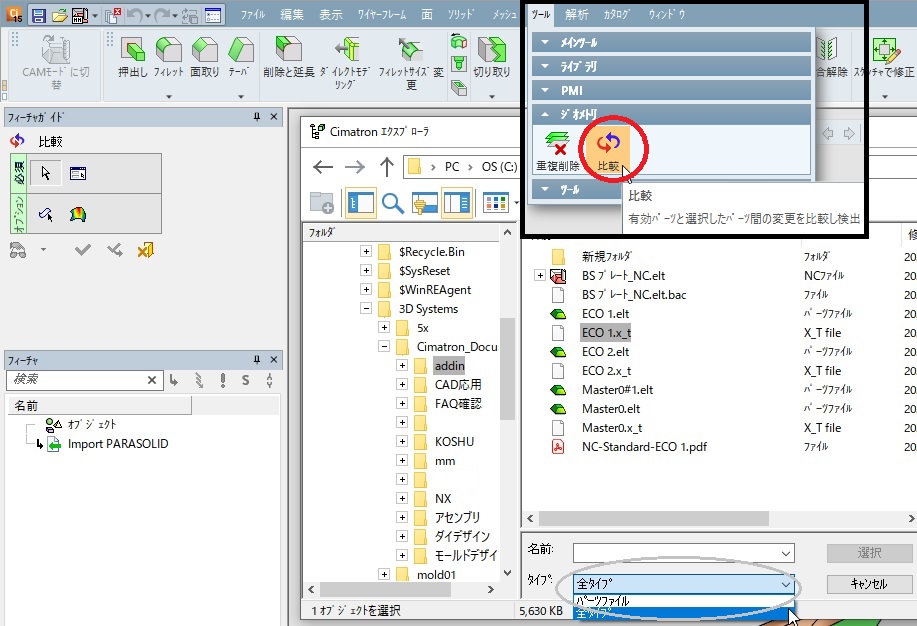 15
ファイル 編集 表示 ワイヤーフレーム 面 ソリッド メッシュ
ツール 解析 カタログ ウィンドウ
CAMモードに切替
押出し フィレット 面取り テーパ 削除と延長 ダイレクトモデリング フィレットサイズ変更 切り取り
合解除 スケッチャで修正
メインツール
ライブラリ
PMI
ジオメトリ
重複削除 比較
ツール
比較
有効パーツと選択したパーツ間の変更を比較し検出
フィーチャガイド
比較
必須
オプション
フィーチャ
検索
S
名前
オブジェクト
Import PARASOLID
Cimatron エクスプローラ
PC OS (C:)
フォルダ
$Recycle.Bin
$SysReset
$WinREAgent
3D Systems
5x
Cimatron_Docu
addin
CAD応用
FAQ確認
KOSHU
mm
NX
アセンブリ
ダイデザイン
モールドデザイ
mold01
新規フォルダ フォルダ 20
BSプレート_NC.elt NCファイル 20
BSプレート_NC.elt.bac ファイル 20
ECO 1.elt パーツファイル 20
ECO 1.x_t X_T file 20
ECO 2.elt パーツファイル 20
ECO 2.x_t X_T file 20
Master0#1.elt パーツファイル 20
Master0.elt パーツファイル 20
Master0.x_t X_T file 20
NC-Standard-ECO 1.pdf ファイル 20
名前: 選択
タイプ: 全タイプ キャンセル
パーツファイル
全タイプ
1 オブジェクトを選択 5,630 KB